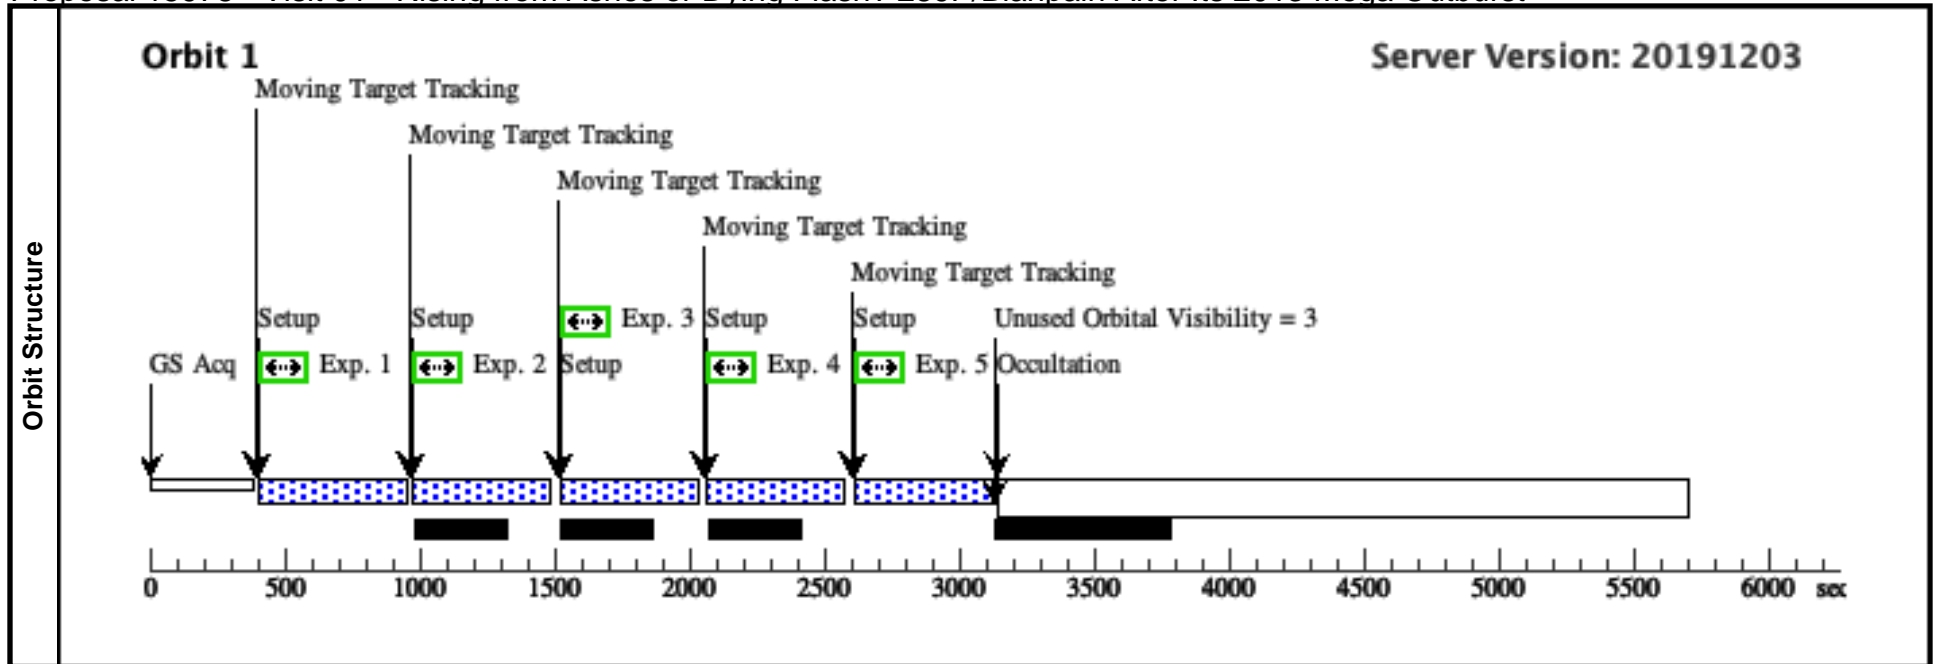 Orbit 1
Server Version: 20191203
Moving Target Tracking
Moving Target Tracking
Moving Target Tracking
Moving Target Tracking
Moving Target Tracking
Setup Setup Exp. 3 Setup Setup Unused Orbital Visibility = 3
GS Acq Exp. 1 Exp. 2 Setup Exp. 4 Exp. 5 Occultation
0 500 1000 1500 2000 2500 3000 3500 4000 4500 5000 5500 6000 sec
Orbit Structure